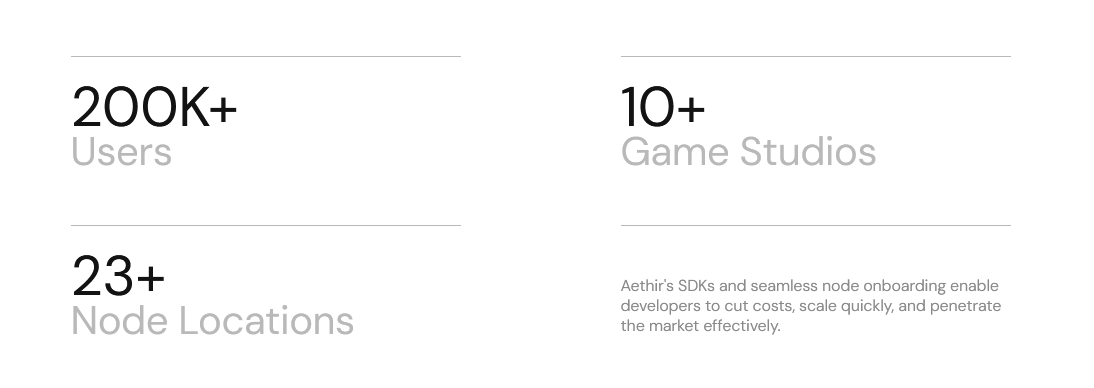 200K+
Users
10+
Game Studios
23+
Node Locations
Aethir's SDKs and seamless node onboarding enable
developers to cut costs, scale quickly, and penetrate
the market effectively.